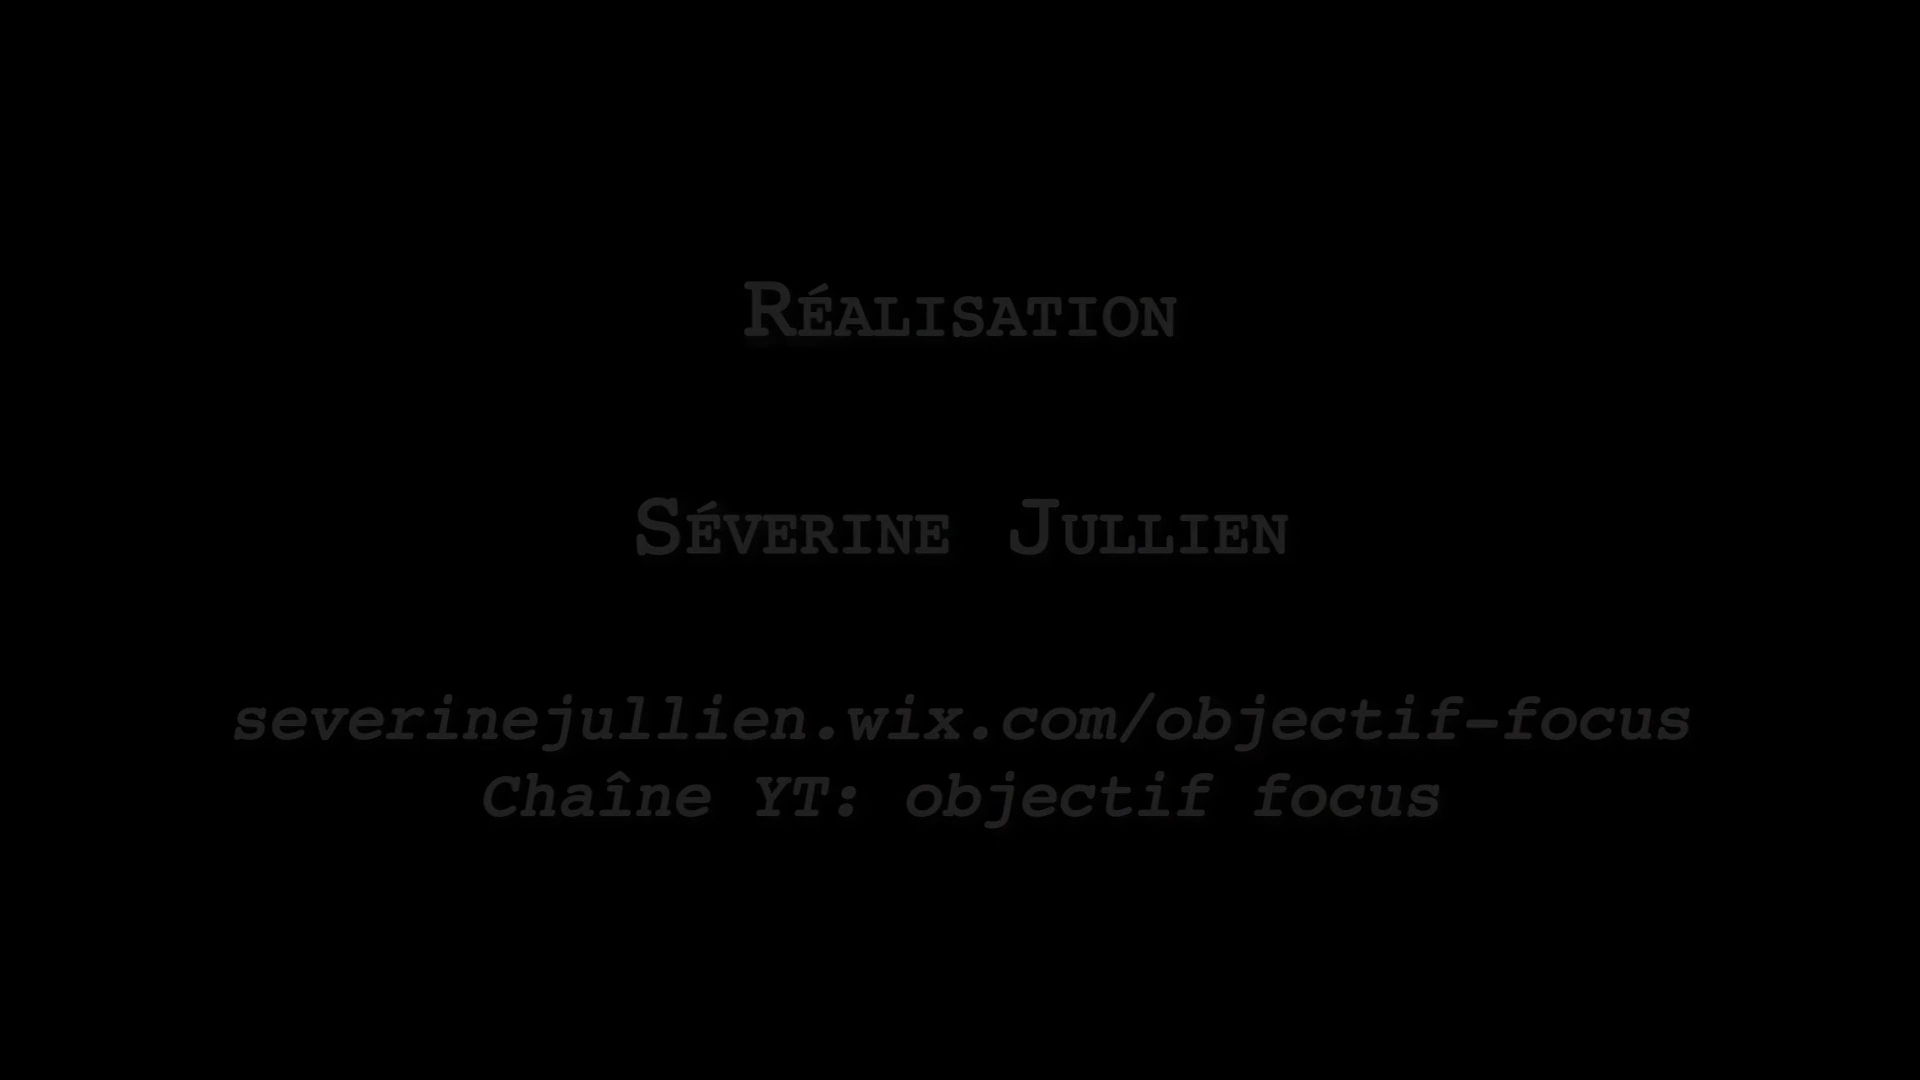 Réalisation
Séverine Jullien
severinejullien.wix.com/objectif-focus
Chaîne YT: objectif focus